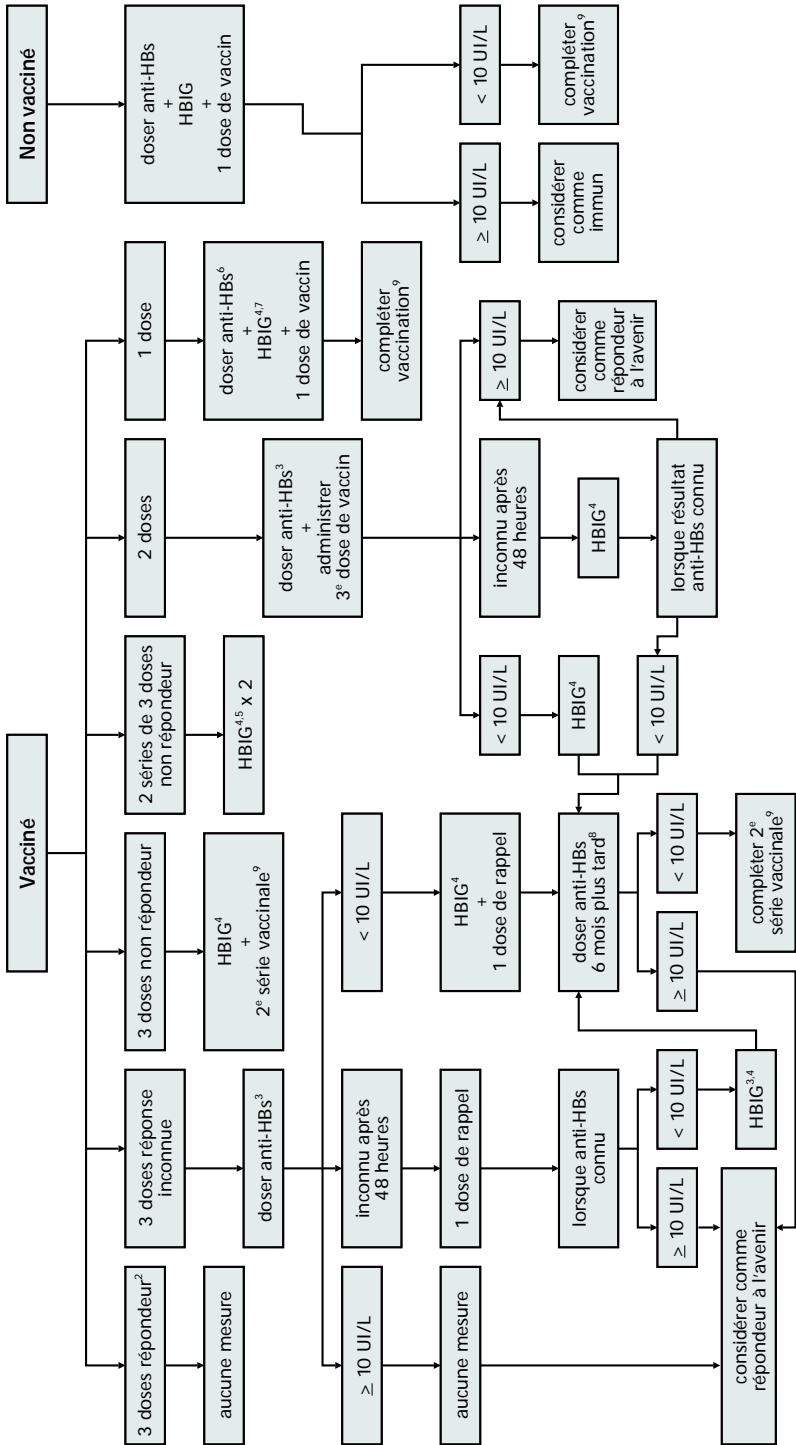 Vacciné
Non vacciné
3 doses répondeur²
3 doses réponse
inconnue
3 doses non répondeur
2 séries de 3 doses
non répondeur
2 doses
1 dose
doser anti-HBs
+
HBIG
+
1 dose de vaccin
aucune mesure
doser anti-HBs³
HBIG⁴
+
2ᵉ série vaccinale⁹
HBIG⁴,⁵ x 2
doser anti-HBs³
+
administrer
3ᵉ dose de vaccin
doser anti-HBs⁶
+
HBIG⁴,⁷
+
1 dose de vaccin
compléter
vaccination⁹
≥ 10 UI/L
inconnu après
48 heures
< 10 UI/L
aucune mesure
1 dose de rappel
HBIG⁴
+
1 dose de rappel
lorsque anti-HBs
connu
doser anti-HBs
6 mois plus tard⁸
≥ 10 UI/L
< 10 UI/L
≥ 10 UI/L
< 10 UI/L
considérer comme
répondeur à l'avenir
HBIG³,⁴
compléter 2ᵉ
série vaccinale⁹
< 10 UI/L
inconnu après
48 heures
≥ 10 UI/L
HBIG⁴
HBIG⁴
considérer
comme
répondeur
à l'avenir
< 10 UI/L
lorsque résultat
anti-HBs connu
≥ 10 UI/L
< 10 UI/L
considérer
comme
immun
compléter
vaccination⁹